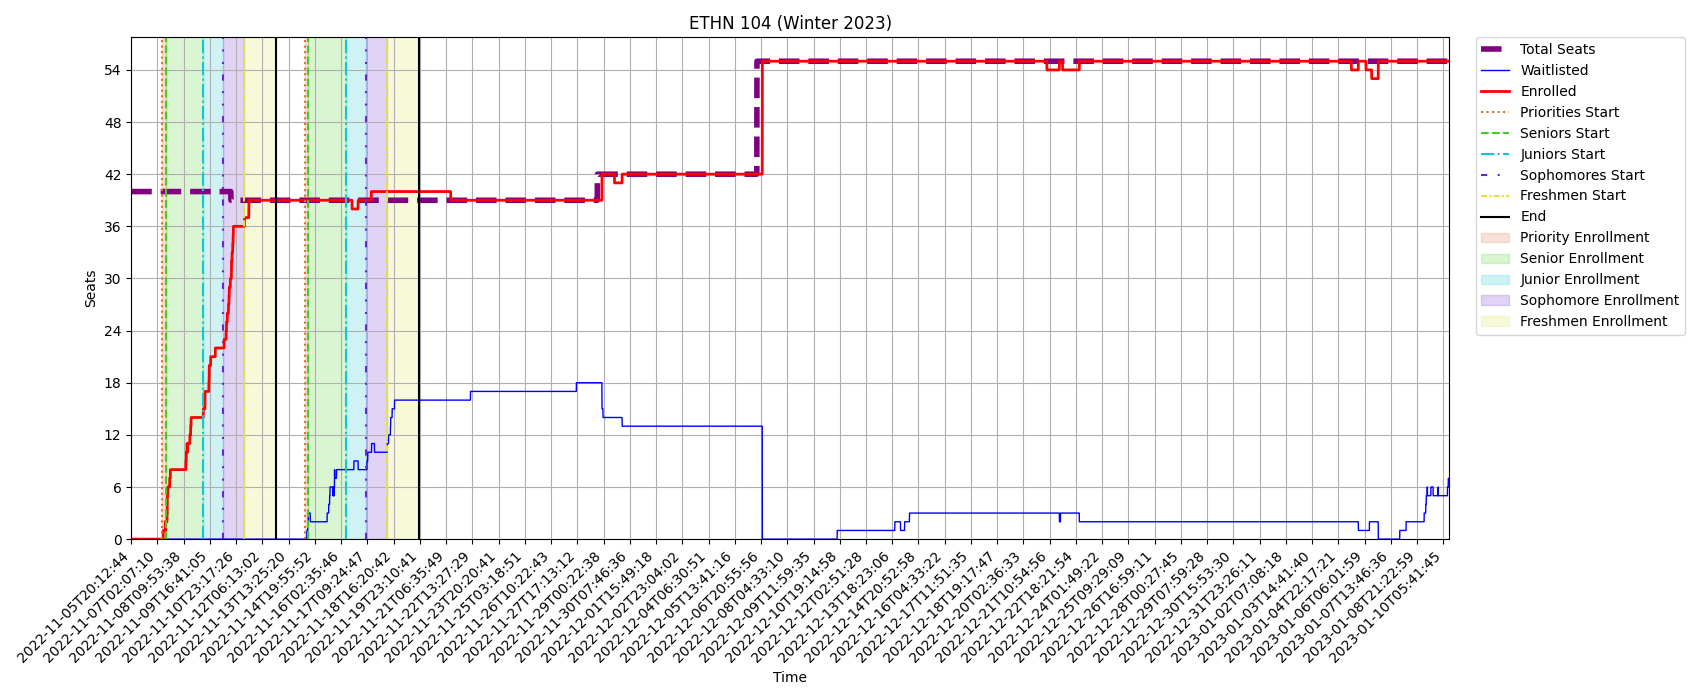 ETHN 104 (Winter 2023)
Total Seats
Waitlisted
Enrolled
Priorities Start
Seniors Start
Juniors Start
Sophomores Start
Freshmen Start
End
Priority Enrollment
Senior Enrollment
Junior Enrollment
Sophomore Enrollment
Freshmen Enrollment
Seats
54
48
42
36
30
24
18
12
6
0
2022-11-05T20:12:44
2022-11-07T02:07:10
2022-11-08T09:53:38
2022-11-09T16:41:05
2022-11-10T23:17:26
2022-11-12T06:13:02
2022-11-13T13:25:20
2022-11-14T19:55:52
2022-11-16T02:35:46
2022-11-17T09:24:47
2022-11-18T16:20:42
2022-11-19T23:10:41
2022-11-21T06:35:49
2022-11-22T13:27:29
2022-11-23T20:20:41
2022-11-25T03:18:51
2022-11-26T10:22:43
2022-11-27T17:13:12
2022-11-29T00:22:38
2022-11-30T07:46:36
2022-12-01T15:49:18
2022-12-02T23:04:02
2022-12-04T06:30:51
2022-12-05T13:41:16
2022-12-06T20:55:56
2022-12-08T04:33:10
2022-12-09T11:59:35
2022-12-10T19:14:58
2022-12-12T02:51:28
2022-12-13T18:23:06
2022-12-14T20:52:58
2022-12-16T04:33:22
2022-12-17T11:51:35
2022-12-18T19:17:47
2022-12-20T02:36:33
2022-12-21T10:54:56
2022-12-22T18:21:54
2022-12-24T01:49:22
2022-12-25T09:29:09
2022-12-26T16:59:11
2022-12-28T00:27:45
2022-12-29T07:59:28
2022-12-30T15:53:30
2022-12-31T23:26:11
2023-01-02T07:08:18
2023-01-03T14:41:40
2023-01-04T22:17:21
2023-01-06T06:01:59
2023-01-07T13:46:36
2023-01-08T21:22:59
2023-01-10T05:41:45
Time